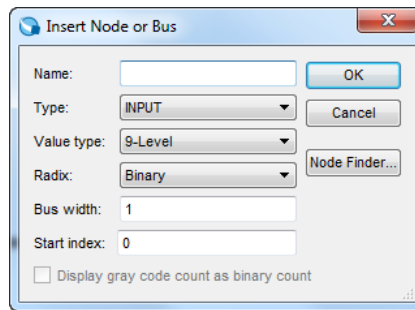 Insert Node or Bus
Name:
OK
Type: INPUT
Cancel
Value type: 9-Level
Node Finder...
Radix: Binary
Bus width: 1
Start index: 0
Display gray code count as binary count